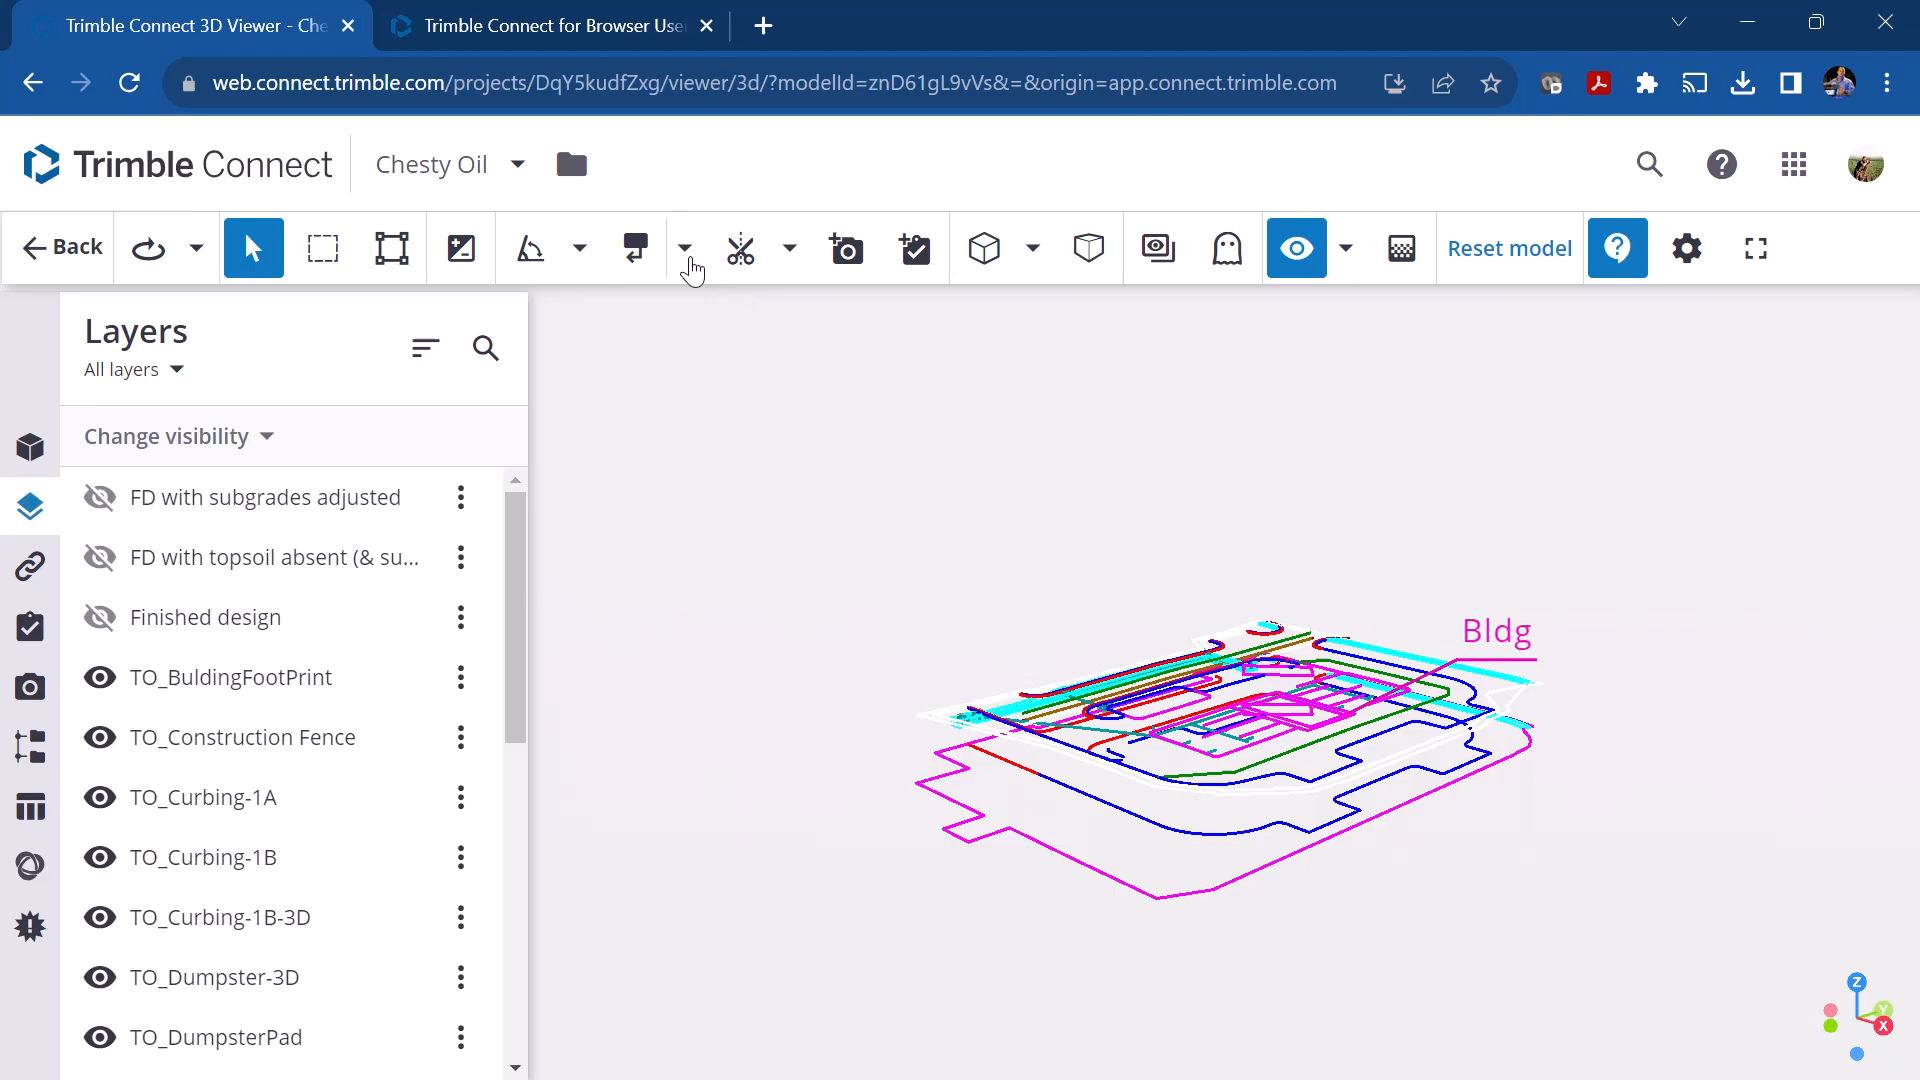 Trimble Connect 3D Viewer - Che
Trimble Connect for Browser Use
web.connect.trimble.com/projects/DqY5kudfZxg/viewer/3d/?modelId=znD61gL9vVs&=&origin=app.connect.trimble.com
Trimble Connect
Chesty Oil
Back
Reset model
Layers
All layers
Change visibility
FD with subgrades adjusted
FD with topsoil absent (& su...
Finished design
TO_BuldingFootPrint
TO_Construction Fence
TO_Curbing-1A
TO_Curbing-1B
TO_Curbing-1B-3D
TO_Dumpster-3D
TO_DumpsterPad
Bldg
Z
Y
X